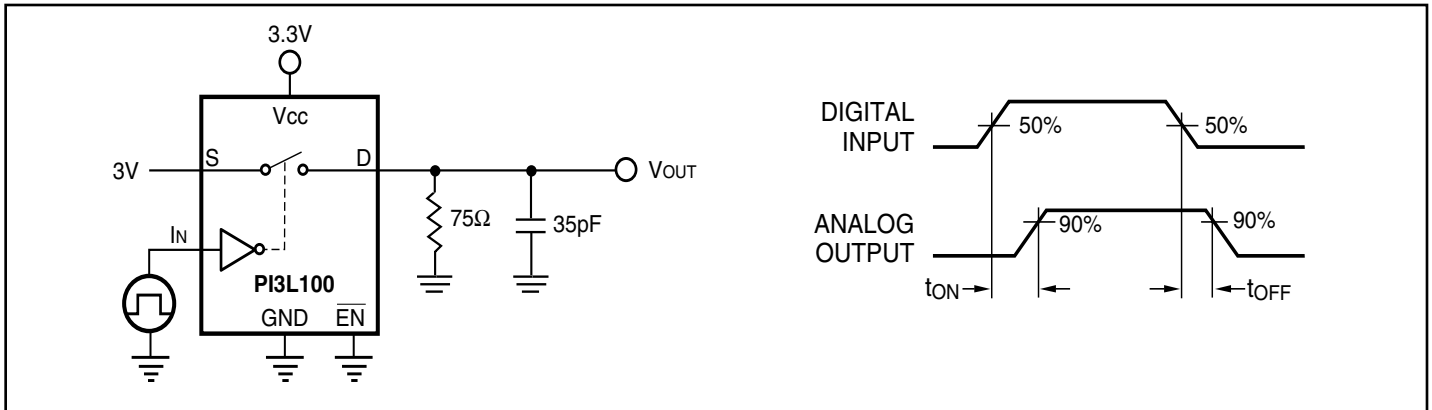 3.3V
Vcc
S
D
3V
VOUT
75Ω
35pF
IN
PI3L100
GND
EN
DIGITAL
INPUT
50%
50%
ANALOG
OUTPUT
90%
90%
tON
tOFF